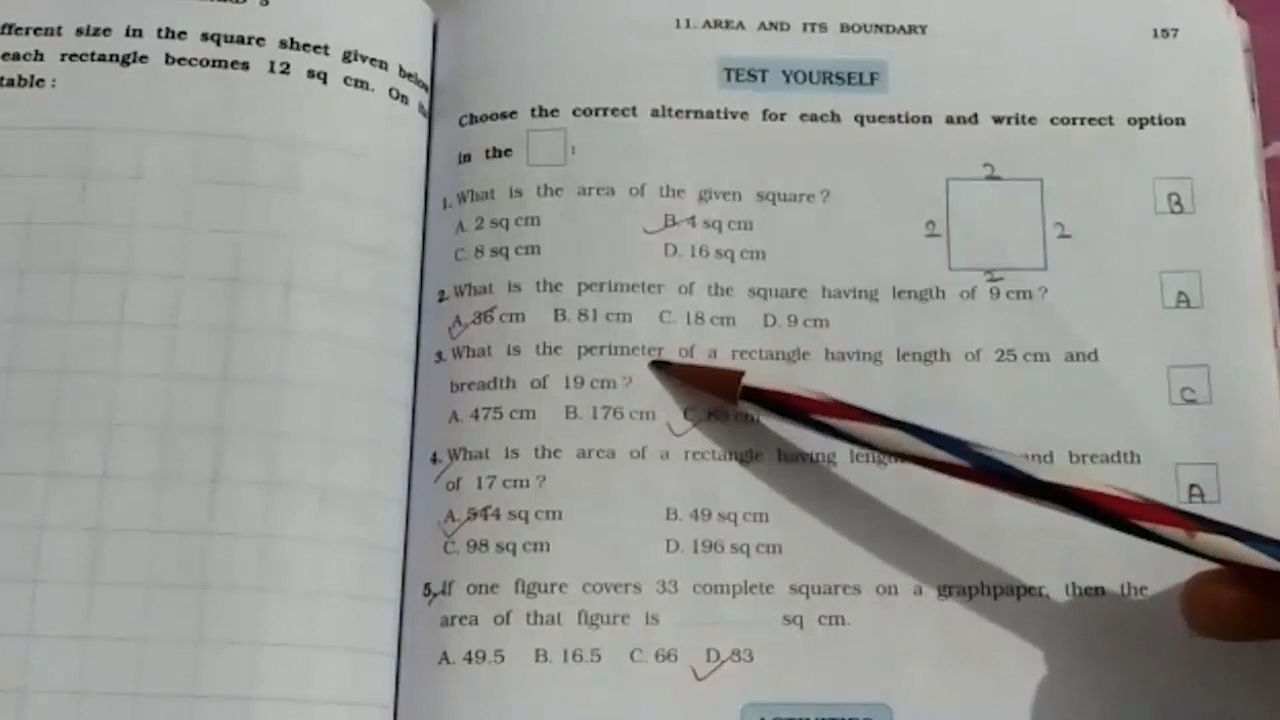 fferent size in the square sheet given below
each rectangle becomes 12 sq cm. On
table :
11. AREA AND ITS BOUNDARY 157
TEST YOURSELF
Choose the correct alternative for each question and write correct option
in the :
1. What is the area of the given square?
A. 2 sq cm B. 4 sq cm
C. 8 sq cm D. 16 sq cm
2
2 2
2
B
2. What is the perimeter of the square having length of 9 cm?
A. 36 cm B. 81 cm C. 18 cm D. 9 cm
A
3. What is the perimeter of a rectangle having length of 25 cm and
breadth of 19 cm?
A. 475 cm B. 176 cm C. cm
C
4. What is the area of a rectangle having and breadth
of 17 cm?
A. 544 sq cm B. 49 sq cm
C. 98 sq cm D. 196 sq cm
A
5. If one figure covers 33 complete squares on a graphpaper, then the
area of that figure is sq cm.
A. 49.5 B. 16.5 C. 66 D. 33